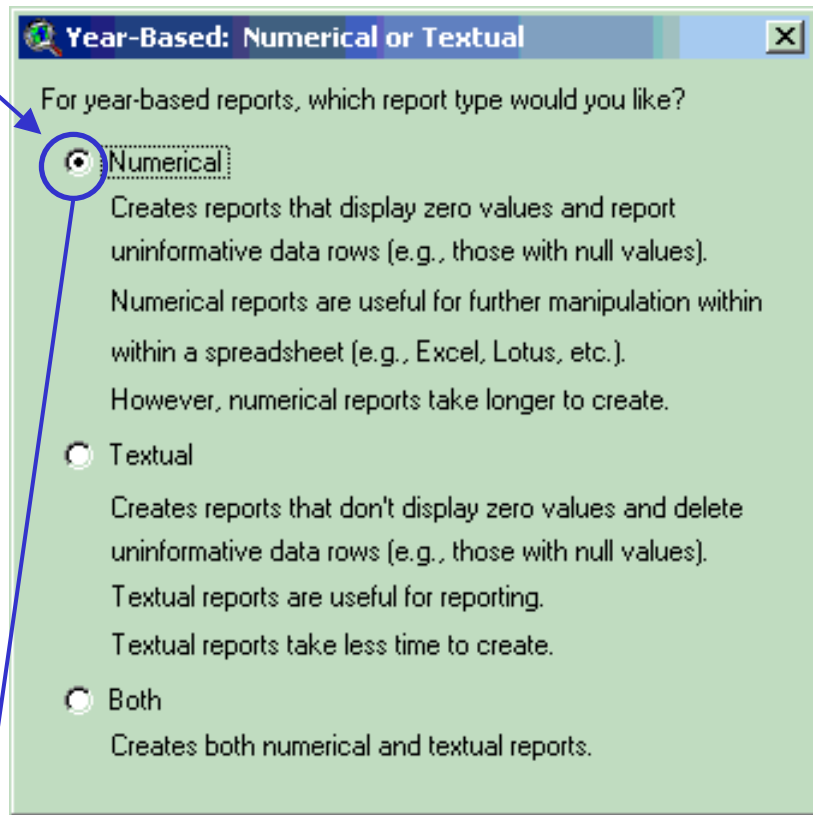 Year-Based: Numerical or Textual
For year-based reports, which report type would you like?
Numerical
Creates reports that display zero values and report
uninformative data rows (e.g., those with null values).
Numerical reports are useful for further manipulation within
within a spreadsheet (e.g., Excel, Lotus, etc.).
However, numerical reports take longer to create.
Textual
Creates reports that don't display zero values and delete
uninformative data rows (e.g., those with null values).
Textual reports are useful for reporting.
Textual reports take less time to create.
Both
Creates both numerical and textual reports.